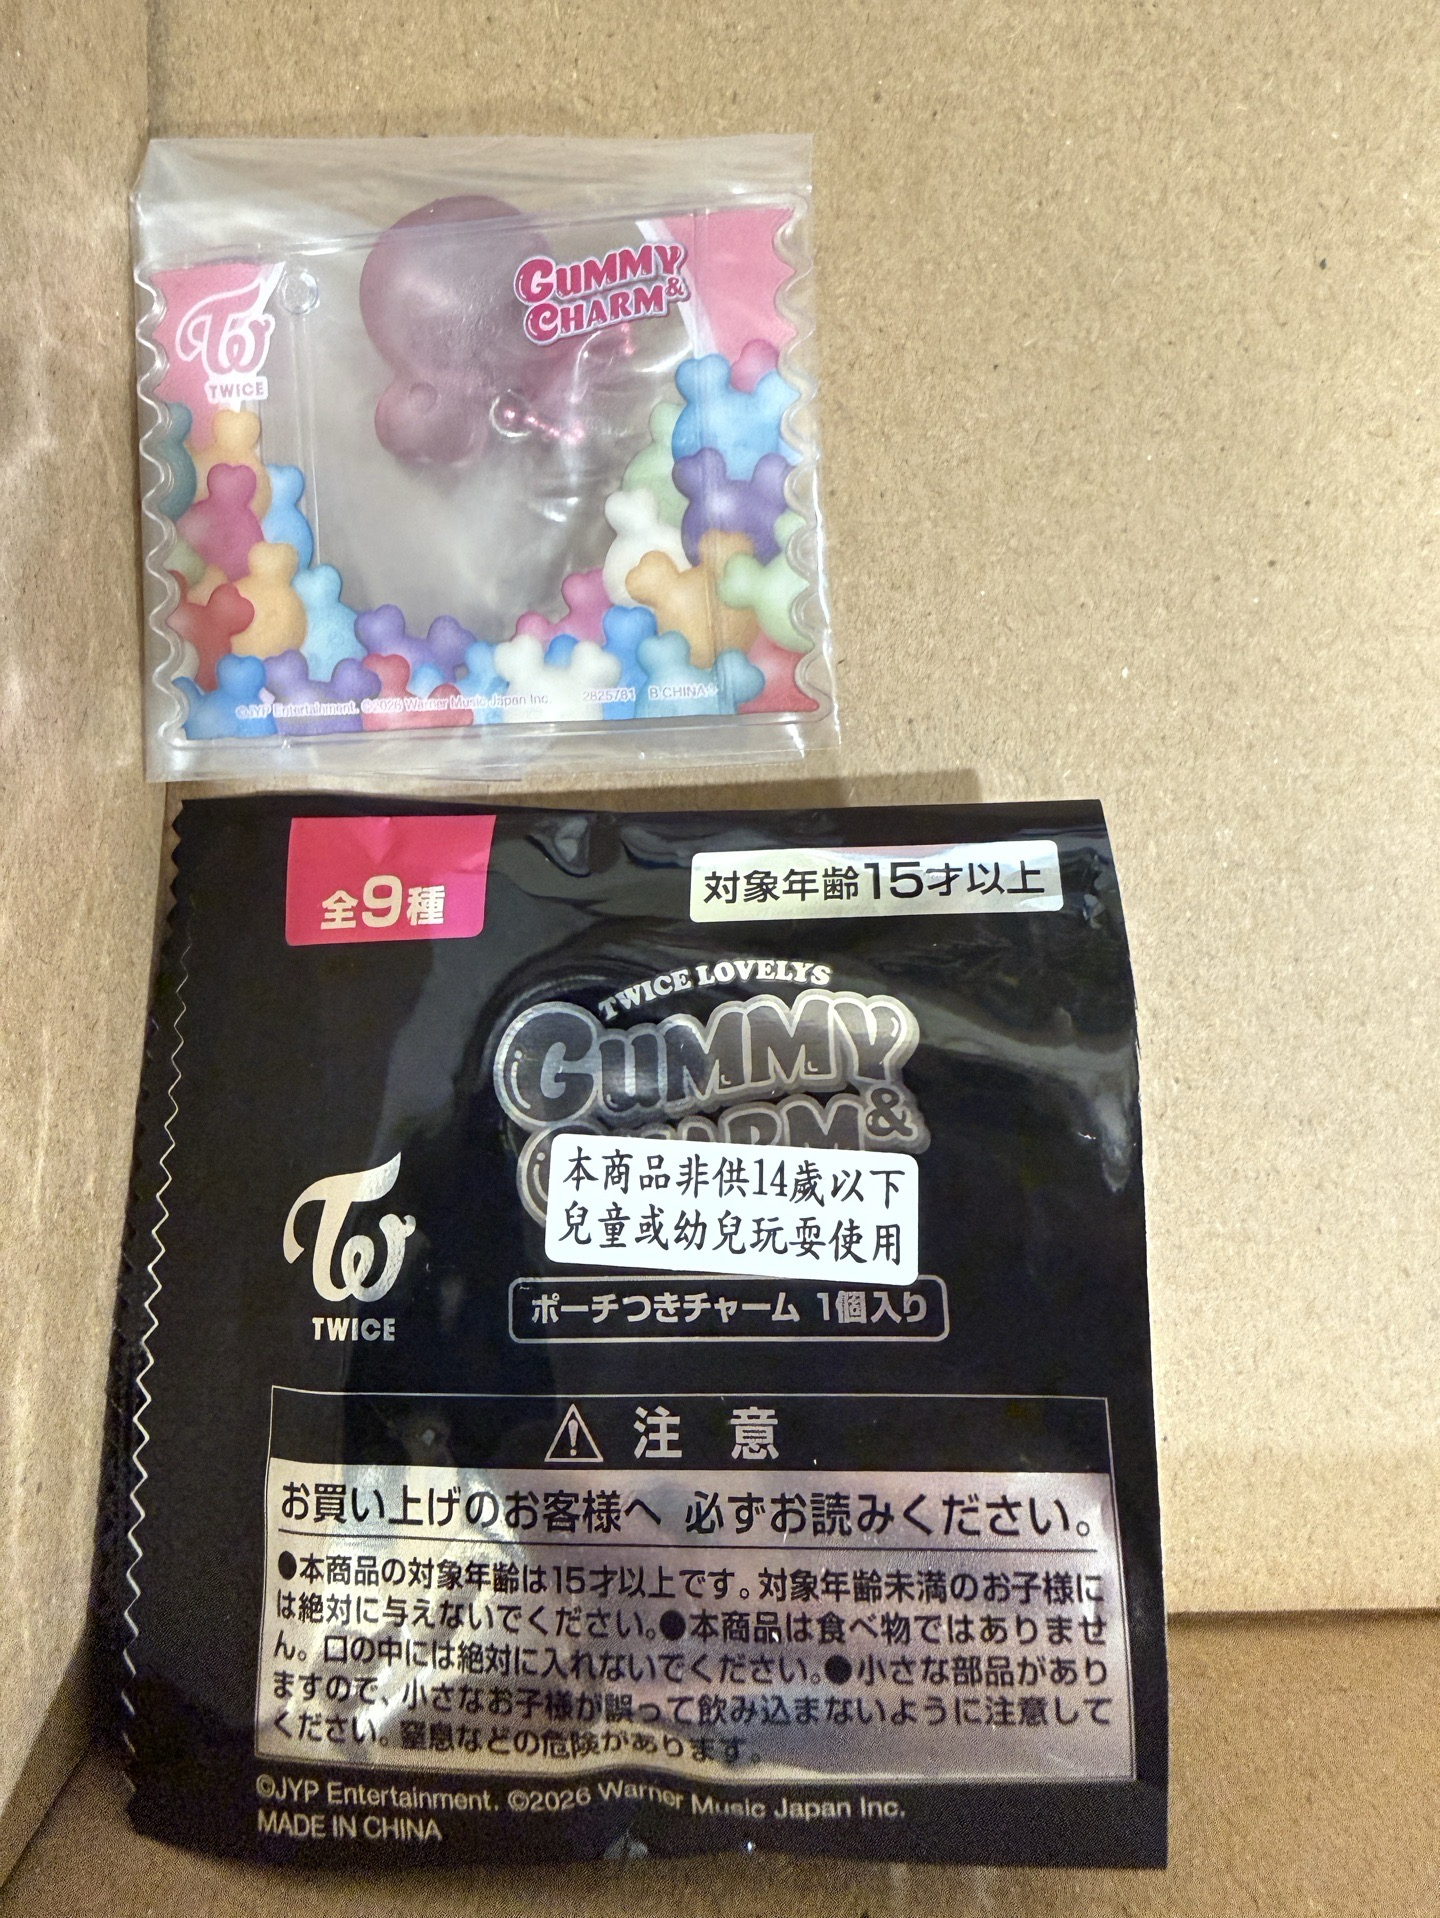 TWICE
GUMMY
& CHARM
©JYP Entertainment. ©2026 Warner Music Japan Inc. 2825781 B.CHINA
全9種
対象年齢15才以上
TWICE LOVELYS
GUMMY
CHARM &
本商品非供14歲以下
兒童或幼兒玩耍使用
TWICE
ポーチつきチャーム 1個入り
注意
お買い上げのお客様へ 必ずお読みください。
●本商品の対象年齢は15才以上です。対象年齢未満のお子様に
は絶対に与えないでください。●本商品は食べ物ではありませ
ん。口の中には絶対に入れないでください。●小さな部品があり
ますので、小さなお子様が誤って飲み込まないように注意して
ください。窒息などの危険があります。
©JYP Entertainment. ©2026 Warner Music Japan Inc.
MADE IN CHINA